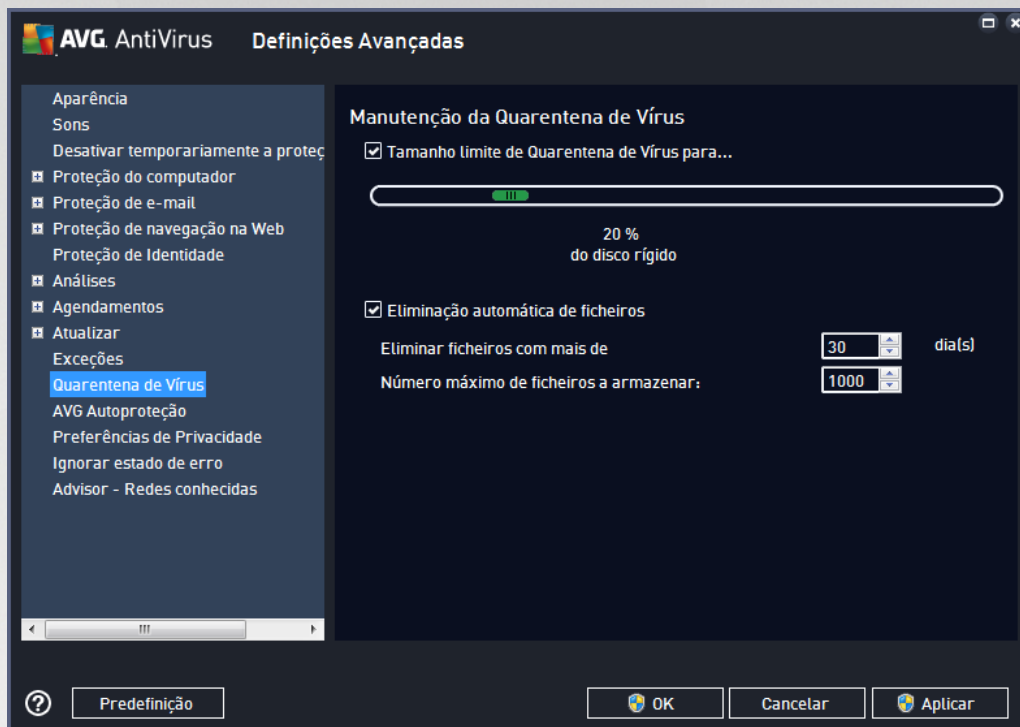 AVG. AntiVirus Definições Avançadas
Aparência
Sons
Desativar temporariamente a proteç
Proteção do computador
Proteção de e-mail
Proteção de navegação na Web
Proteção de Identidade
Análises
Agendamentos
Atualizar
Exceções
Quarentena de Vírus
AVG Autoproteção
Preferências de Privacidade
Ignorar estado de erro
Advisor - Redes conhecidas
Manutenção da Quarentena de Vírus
Tamanho limite de Quarentena de Vírus para...
20 %
do disco rígido
Eliminação automática de ficheiros
Eliminar ficheiros com mais de 30 dia(s)
Número máximo de ficheiros a armazenar: 1000
Predefinição OK Cancelar Aplicar